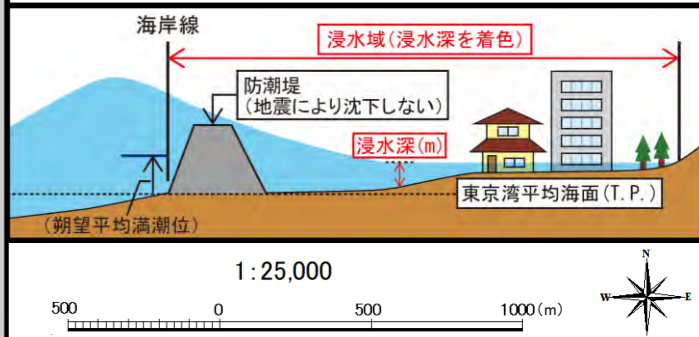 海岸線
浸水域(浸水深を着色)
防潮堤
(地震により沈下しない)
浸水深(m)
東京湾平均海面(T.P.)
(朔望平均満潮位)
1:25,000
500 0 500 1000(m)
N
W E
S